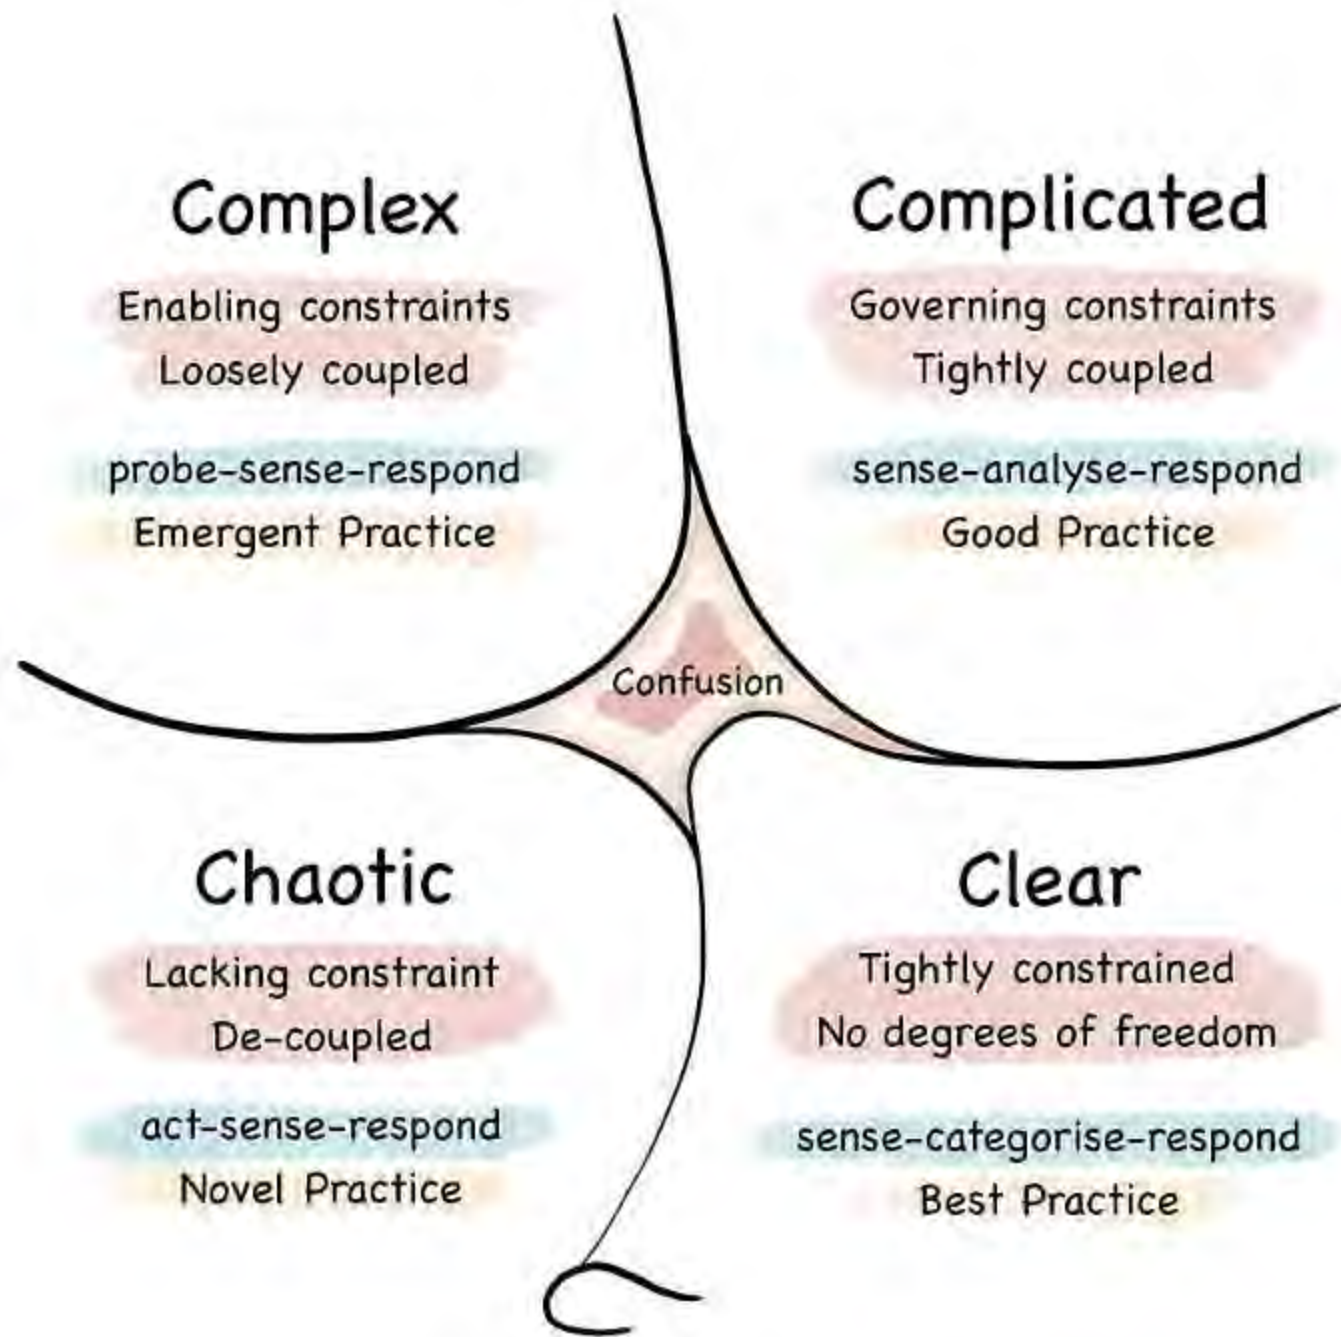 Complex
Enabling constraints
Loosely coupled
probe-sense-respond
Emergent Practice
Complicated
Governing constraints
Tightly coupled
sense-analyse-respond
Good Practice
Confusion
Chaotic
Lacking constraint
De-coupled
act-sense-respond
Novel Practice
Clear
Tightly constrained
No degrees of freedom
sense-categorise-respond
Best Practice